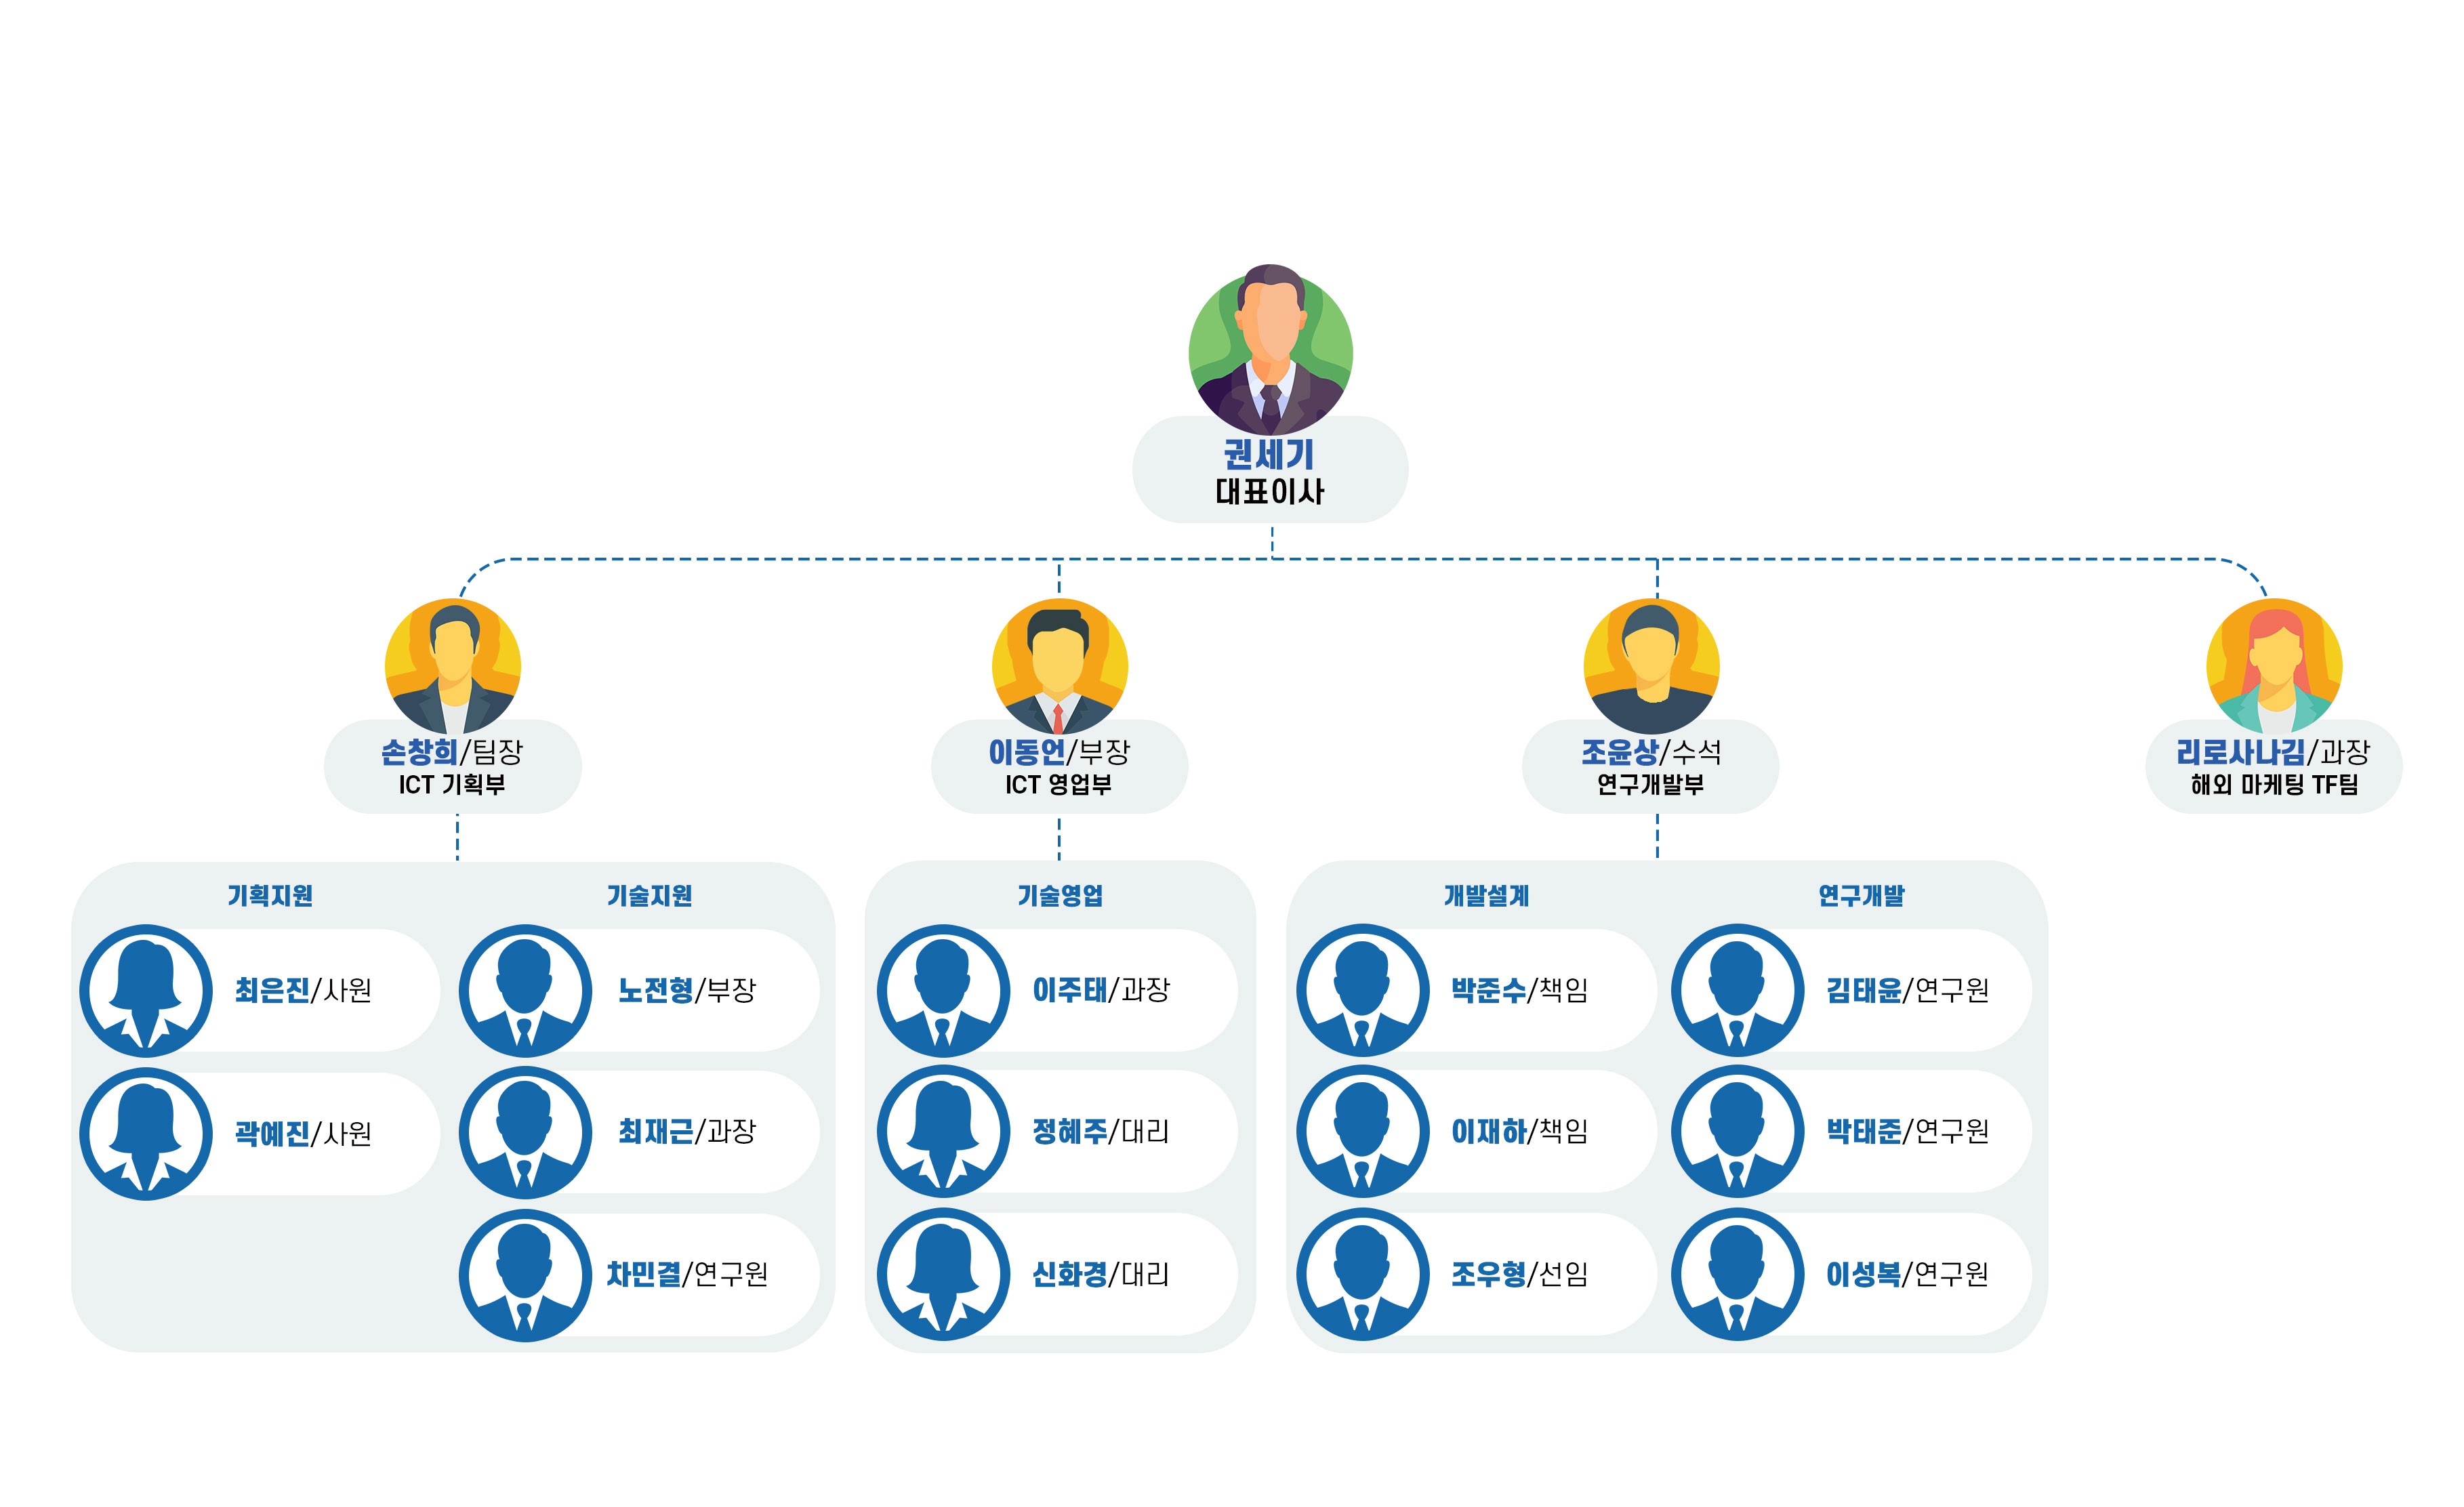 권세기
대표이사
손창희/팀장
ICT 기획부
이동언/부장
ICT 영업부
조윤상/수석
연구개발부
리로사나김/과장
해외 마케팅 TF팀
기획지원
최은진/사원
곽예진/사원
기술지원
노전형/부장
최재근/과장
차민결/연구원
기술영업
이주태/과장
정혜주/대리
신화경/대리
개발설계
박준수/책임
이재하/책임
조우형/선임
연구개발
김태윤/연구원
박태준/연구원
이성복/연구원